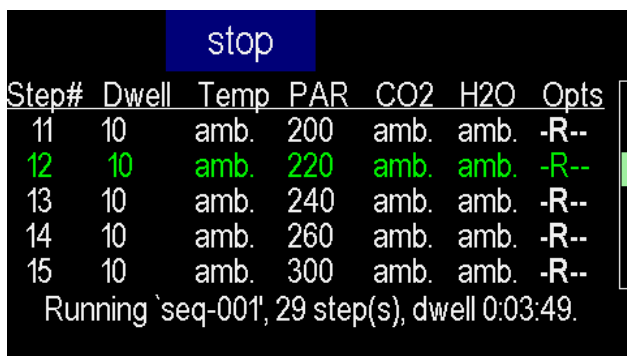 stop
Step# Dwell Temp PAR CO2 H2O Opts
11 10 amb. 200 amb. amb. -R--
12 10 amb. 220 amb. amb. -R--
13 10 amb. 240 amb. amb. -R--
14 10 amb. 260 amb. amb. -R--
15 10 amb. 300 amb. amb. -R--
Running `seq-001', 29 step(s), dwell 0:03:49.